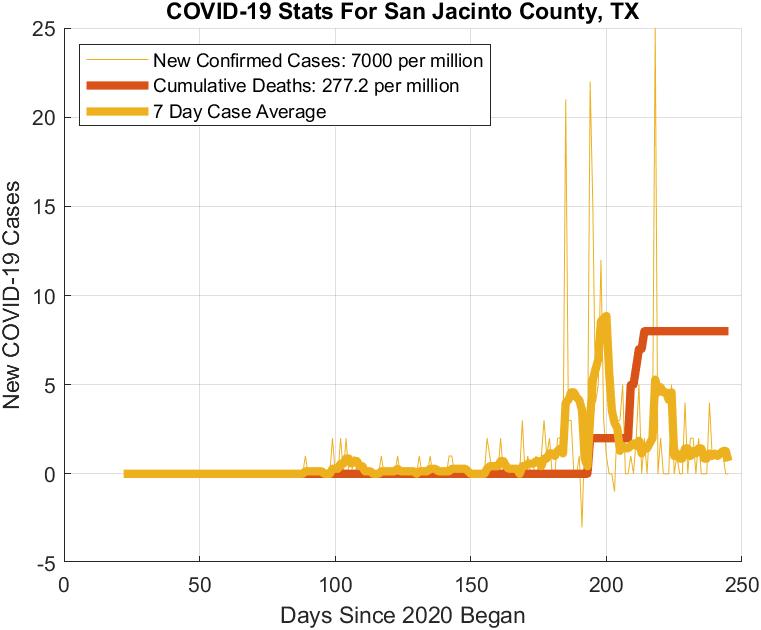 COVID-19 Stats For San Jacinto County, TX
New Confirmed Cases: 7000 per million
Cumulative Deaths: 277.2 per million
7 Day Case Average
New COVID-19 Cases
25
20
15
10
5
0
-5
0
50
100
150
200
250
Days Since 2020 Began